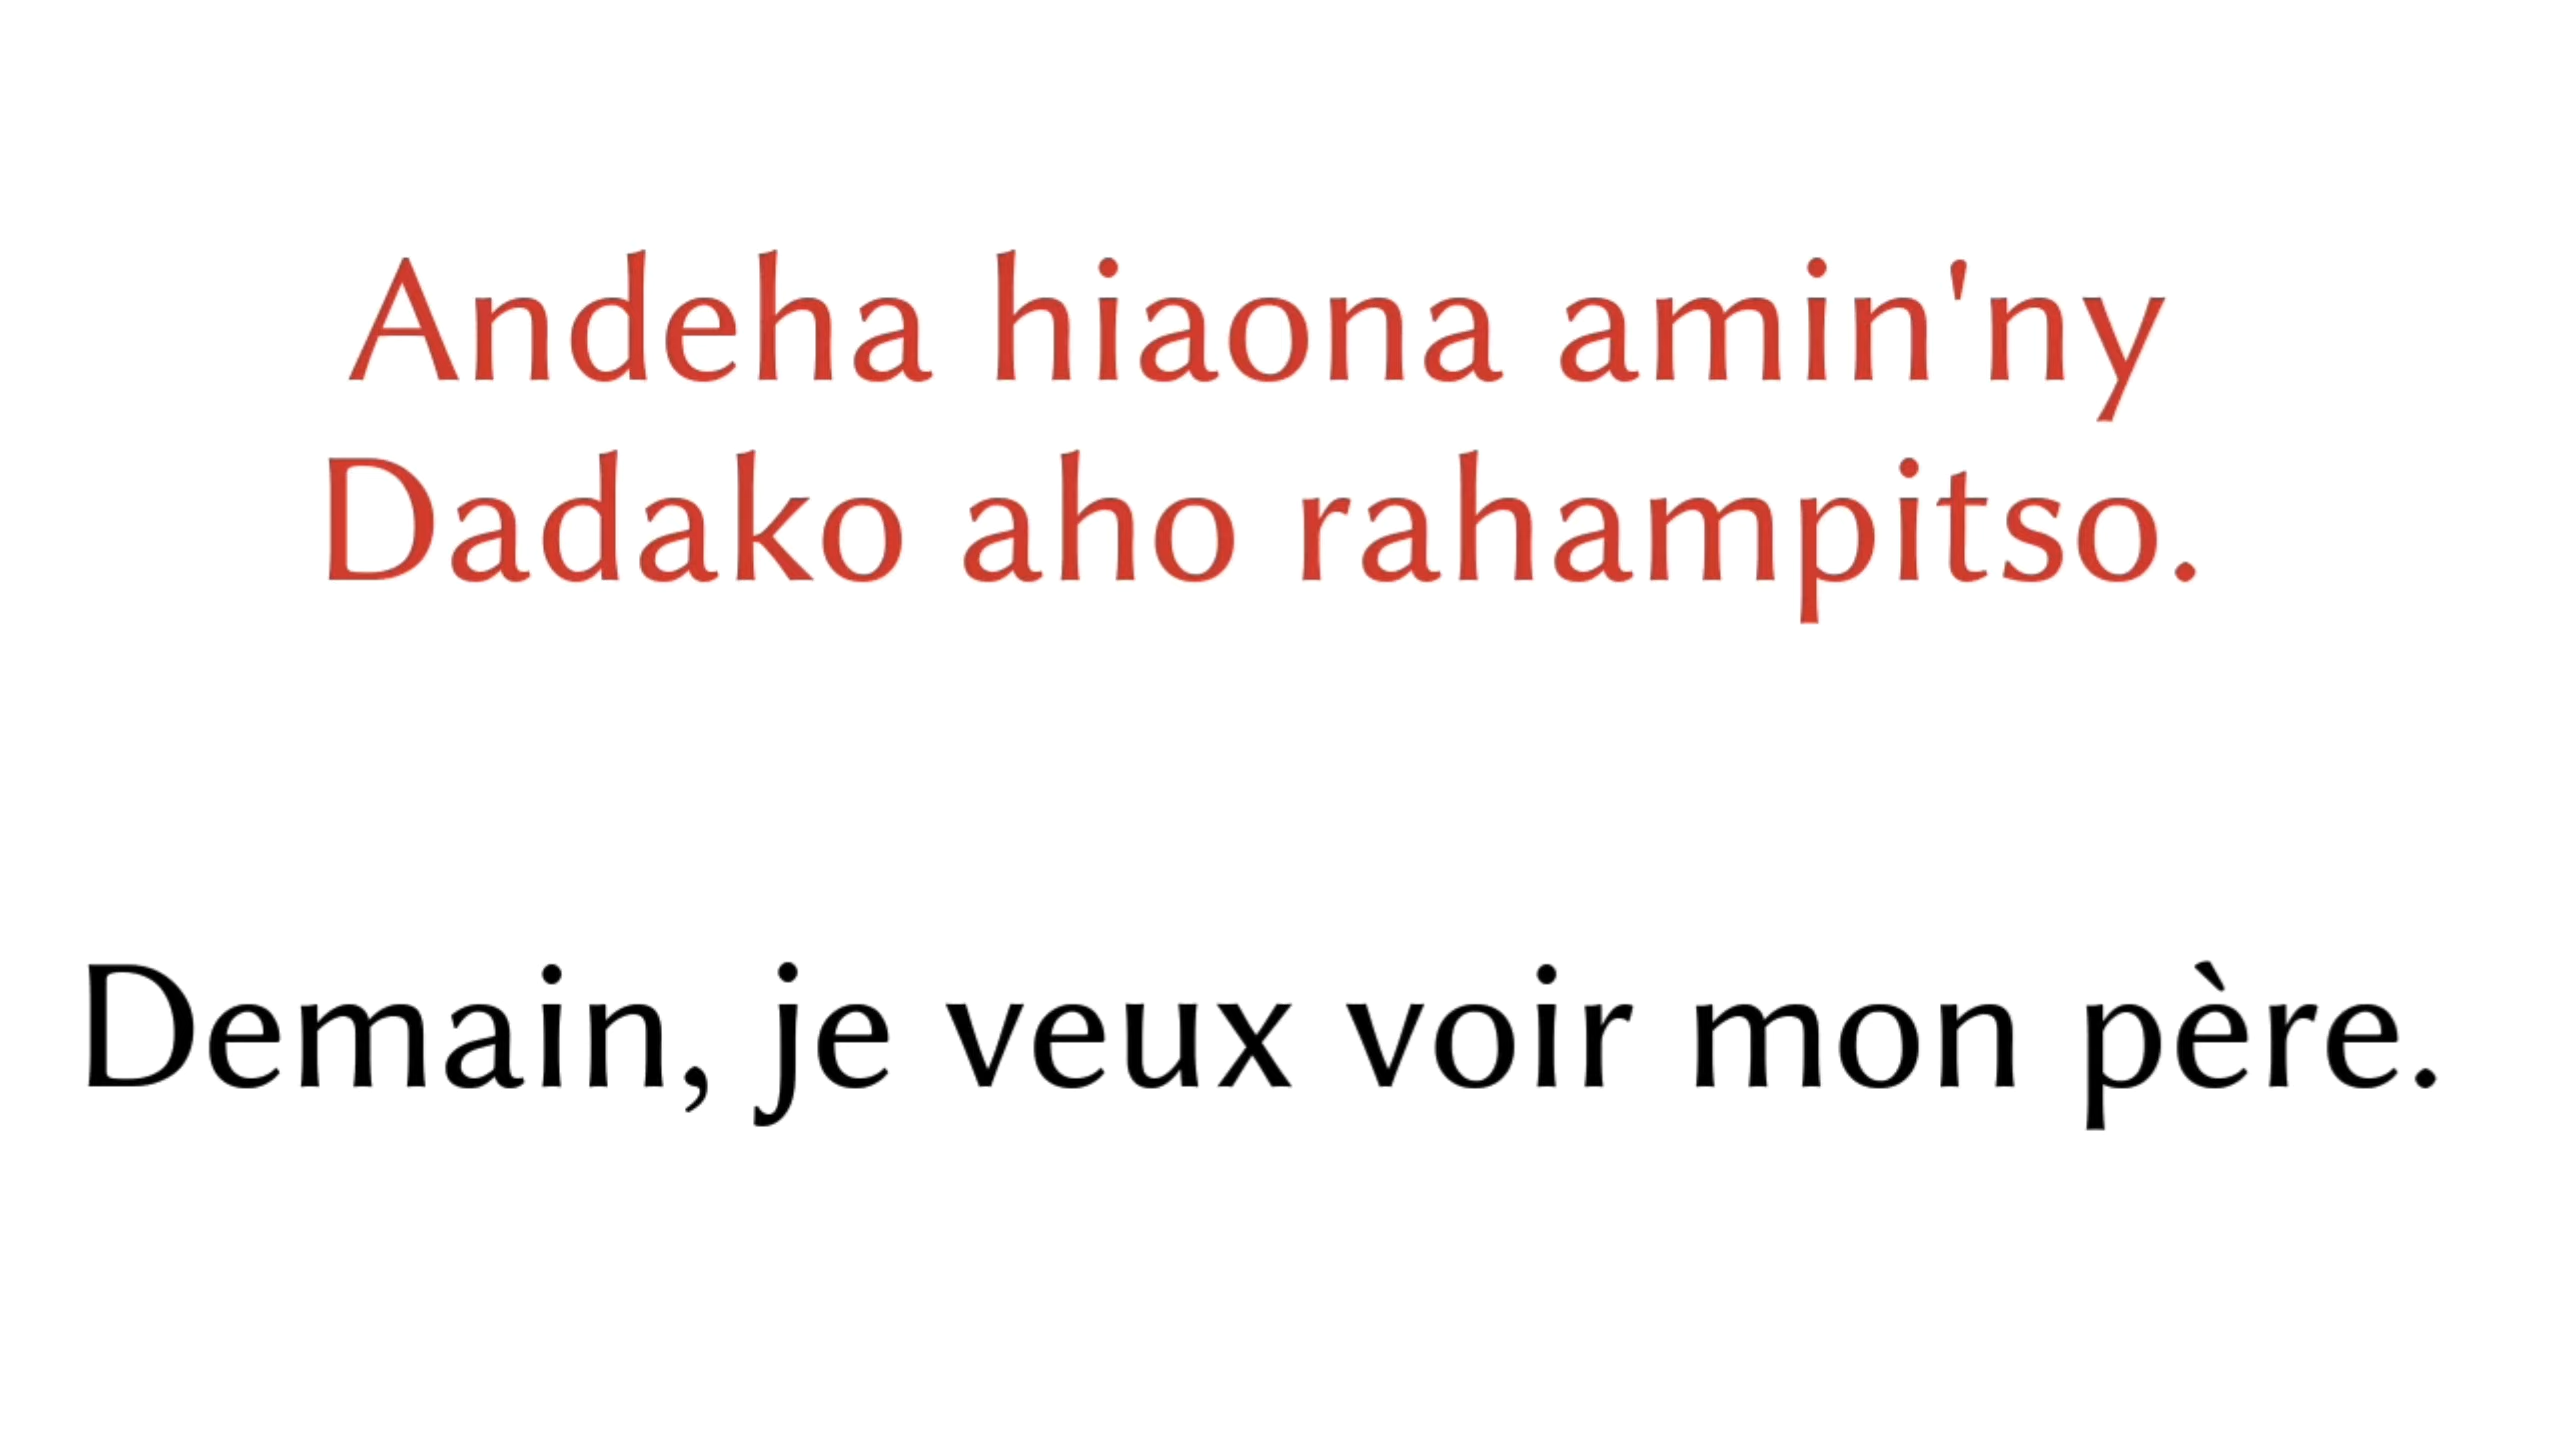 Andeha hiaona amin'ny
Dadako aho rahampitso.
Demain, je veux voir mon père.